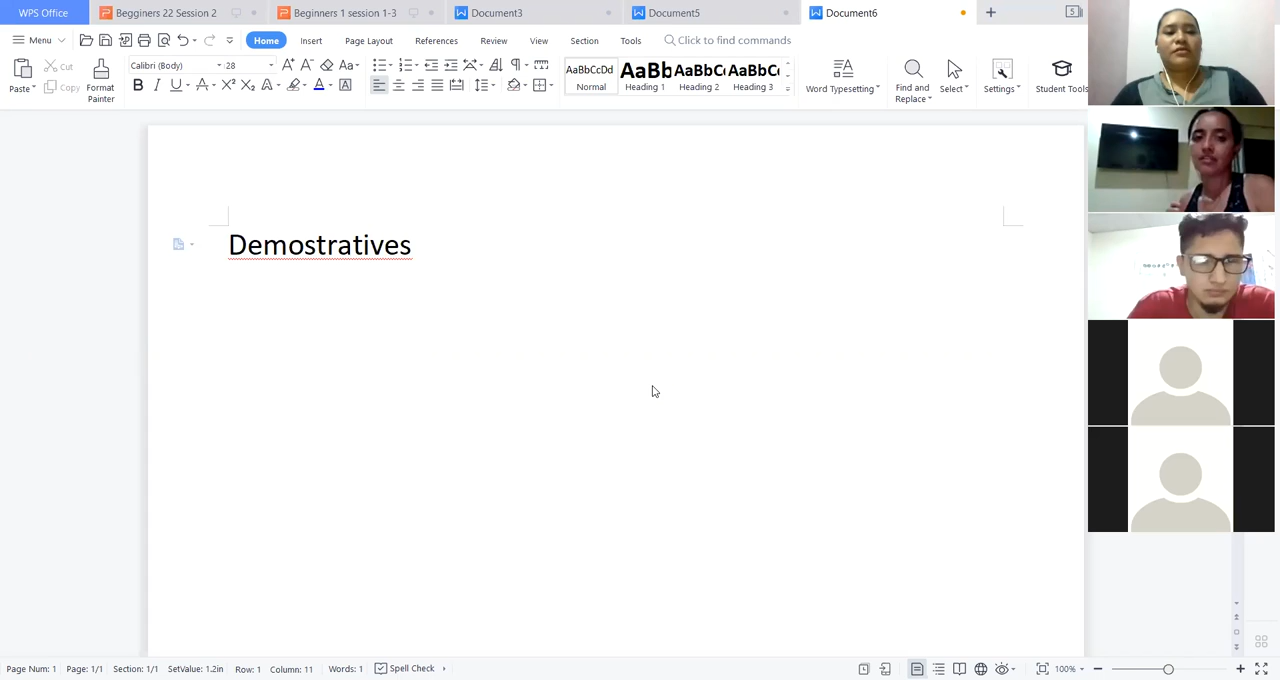 WPS Office
Begginers 22 Session 2
Beginners 1 session 1-3
Document3
Document5
Document6
5
Menu
Home
Insert
Page Layout
References
Review
View
Section
Tools
Click to find commands
Paste
Cut
Copy
Format
Painter
Calibri (Body)
28
AaBbCcDd
Normal
AaBb
Heading 1
AaBbC
Heading 2
AaBbC
Heading 3
Word Typesetting
Find and
Replace
Select
Settings
Student Tools
Demostratives
Page Num: 1
Page: 1/1
Section: 1/1
SetValue: 1.2in
Row: 1
Column: 11
Words: 1
Spell Check
100%